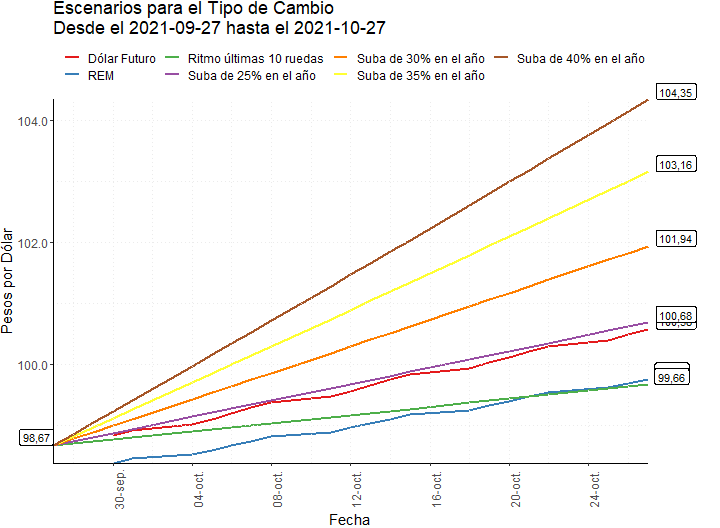 Escenarios para el Tipo de Cambio
Desde el 2021-09-27 hasta el 2021-10-27
Dólar Futuro Ritmo últimas 10 ruedas Suba de 30% en el año Suba de 40% en el año
REM Suba de 25% en el año Suba de 35% en el año
104,35
104.0
103,16
102.0
101,94
100,68
100.0
99,66
98,67
Pesos por Dólar
30-sep.
04-oct.
08-oct.
12-oct.
16-oct.
20-oct.
24-oct.
Fecha